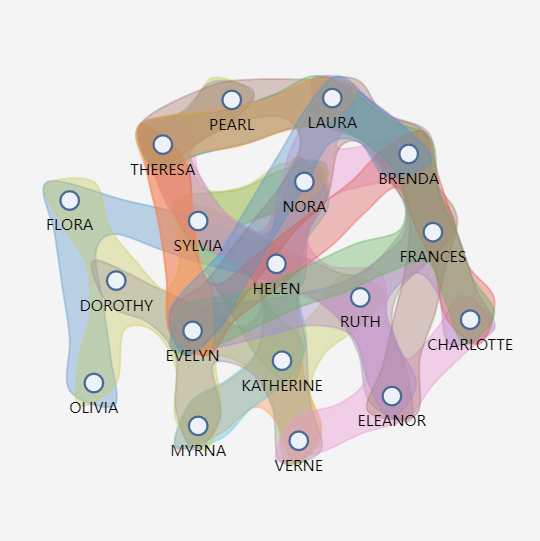 PEARL
LAURA
THERESA
BRENDA
NORA
FLORA
SYLVIA
FRANCES
HELEN
DOROTHY
RUTH
CHARLOTTE
EVELYN
KATHERINE
OLIVIA
ELEANOR
MYRNA
VERNE